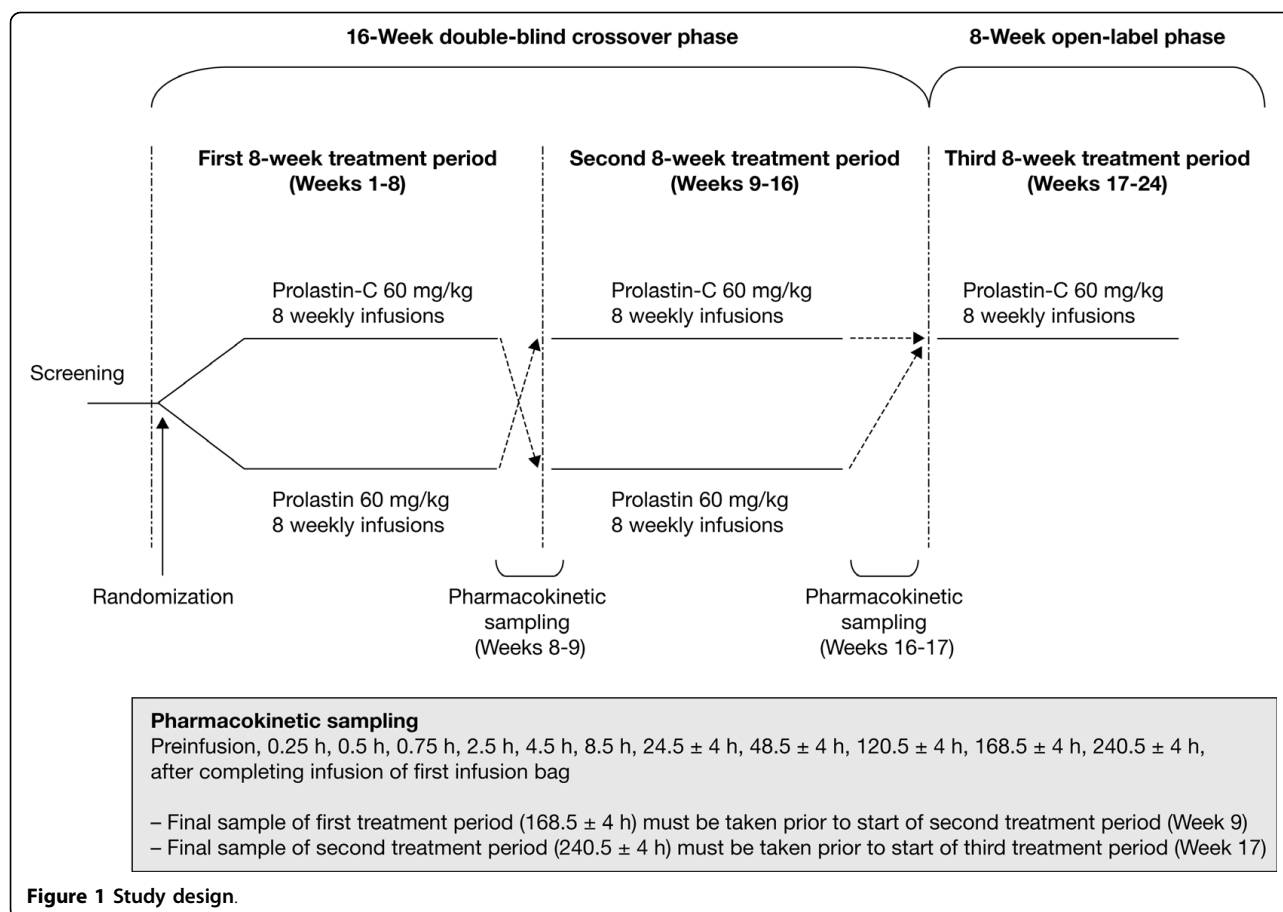 16-Week double-blind crossover phase
8-Week open-label phase
First 8-week treatment period
(Weeks 1-8)
Second 8-week treatment period
(Weeks 9-16)
Third 8-week treatment period
(Weeks 17-24)
Prolastin-C 60 mg/kg
8 weekly infusions
Prolastin-C 60 mg/kg
8 weekly infusions
Prolastin-C 60 mg/kg
8 weekly infusions
Screening
Prolastin 60 mg/kg
8 weekly infusions
Prolastin 60 mg/kg
8 weekly infusions
Randomization
Pharmacokinetic
sampling
(Weeks 8-9)
Pharmacokinetic
sampling
(Weeks 16-17)
Pharmacokinetic sampling
Preinfusion, 0.25 h, 0.5 h, 0.75 h, 2.5 h, 4.5 h, 8.5 h, 24.5 ± 4 h, 48.5 ± 4 h, 120.5 ± 4 h, 168.5 ± 4 h, 240.5 ± 4 h,
after completing infusion of first infusion bag
– Final sample of first treatment period (168.5 ± 4 h) must be taken prior to start of second treatment period (Week 9)
– Final sample of second treatment period (240.5 ± 4 h) must be taken prior to start of third treatment period (Week 17)
Figure 1 Study design.